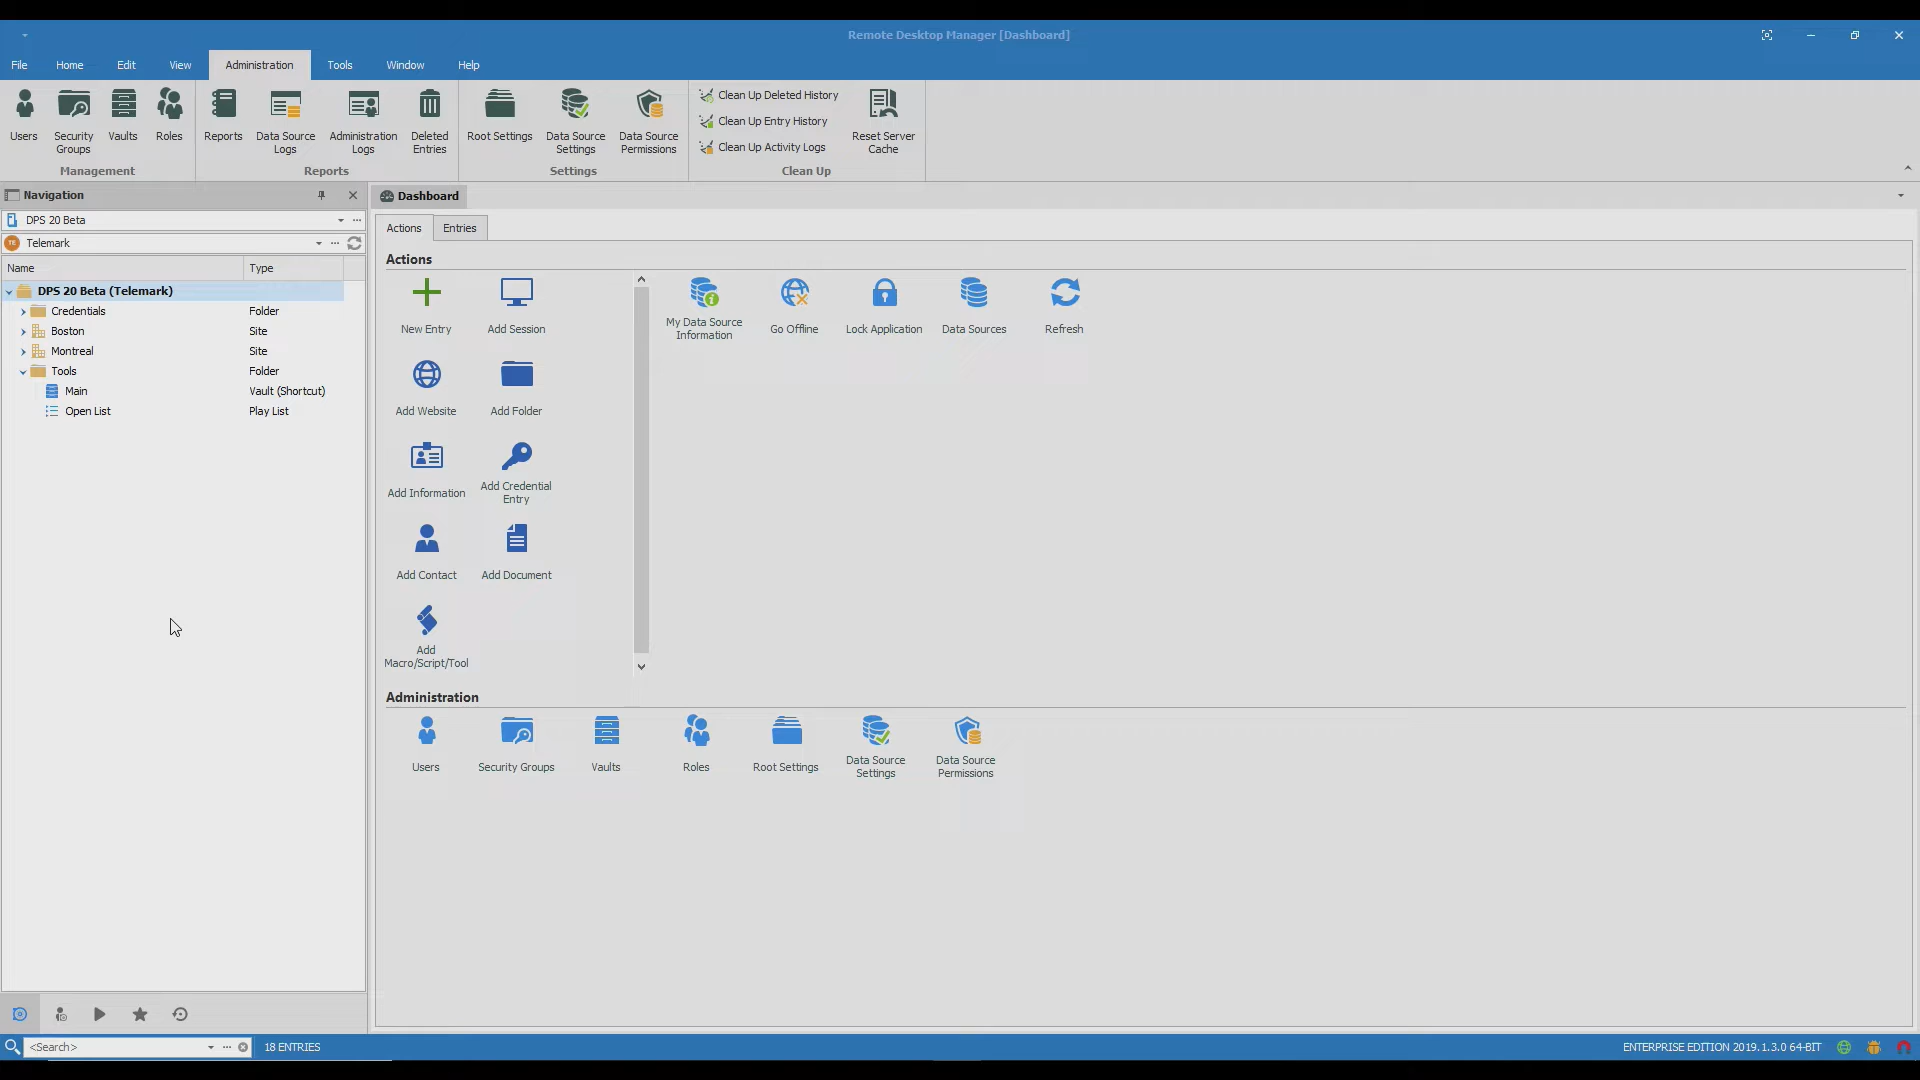 Remote Desktop Manager [Dashboard]
File Home Edit View Administration Tools Window Help
Users Security Groups Vaults Roles
Management
Reports Data Source Logs Administration Logs Deleted Entries
Reports
Root Settings Data Source Settings Data Source Permissions
Settings
Clean Up Deleted History
Clean Up Entry History
Clean Up Activity Logs
Reset Server Cache
Clean Up
Navigation
DPS 20 Beta
TE Telemark
Name Type
DPS 20 Beta (Telemark)
Credentials Folder
Boston Site
Montreal Site
Tools Folder
Main Vault (Shortcut)
Open List Play List
Dashboard
Actions Entries
Actions
New Entry Add Session
Add Website Add Folder
Add Information Add Credential Entry
Add Contact Add Document
Add Macro/Script/Tool
My Data Source Information Go Offline Lock Application Data Sources Refresh
Administration
Users Security Groups Vaults Roles Root Settings Data Source Settings Data Source Permissions
<Search>
18 ENTRIES
ENTERPRISE EDITION 2019.1.3.0 64-BIT